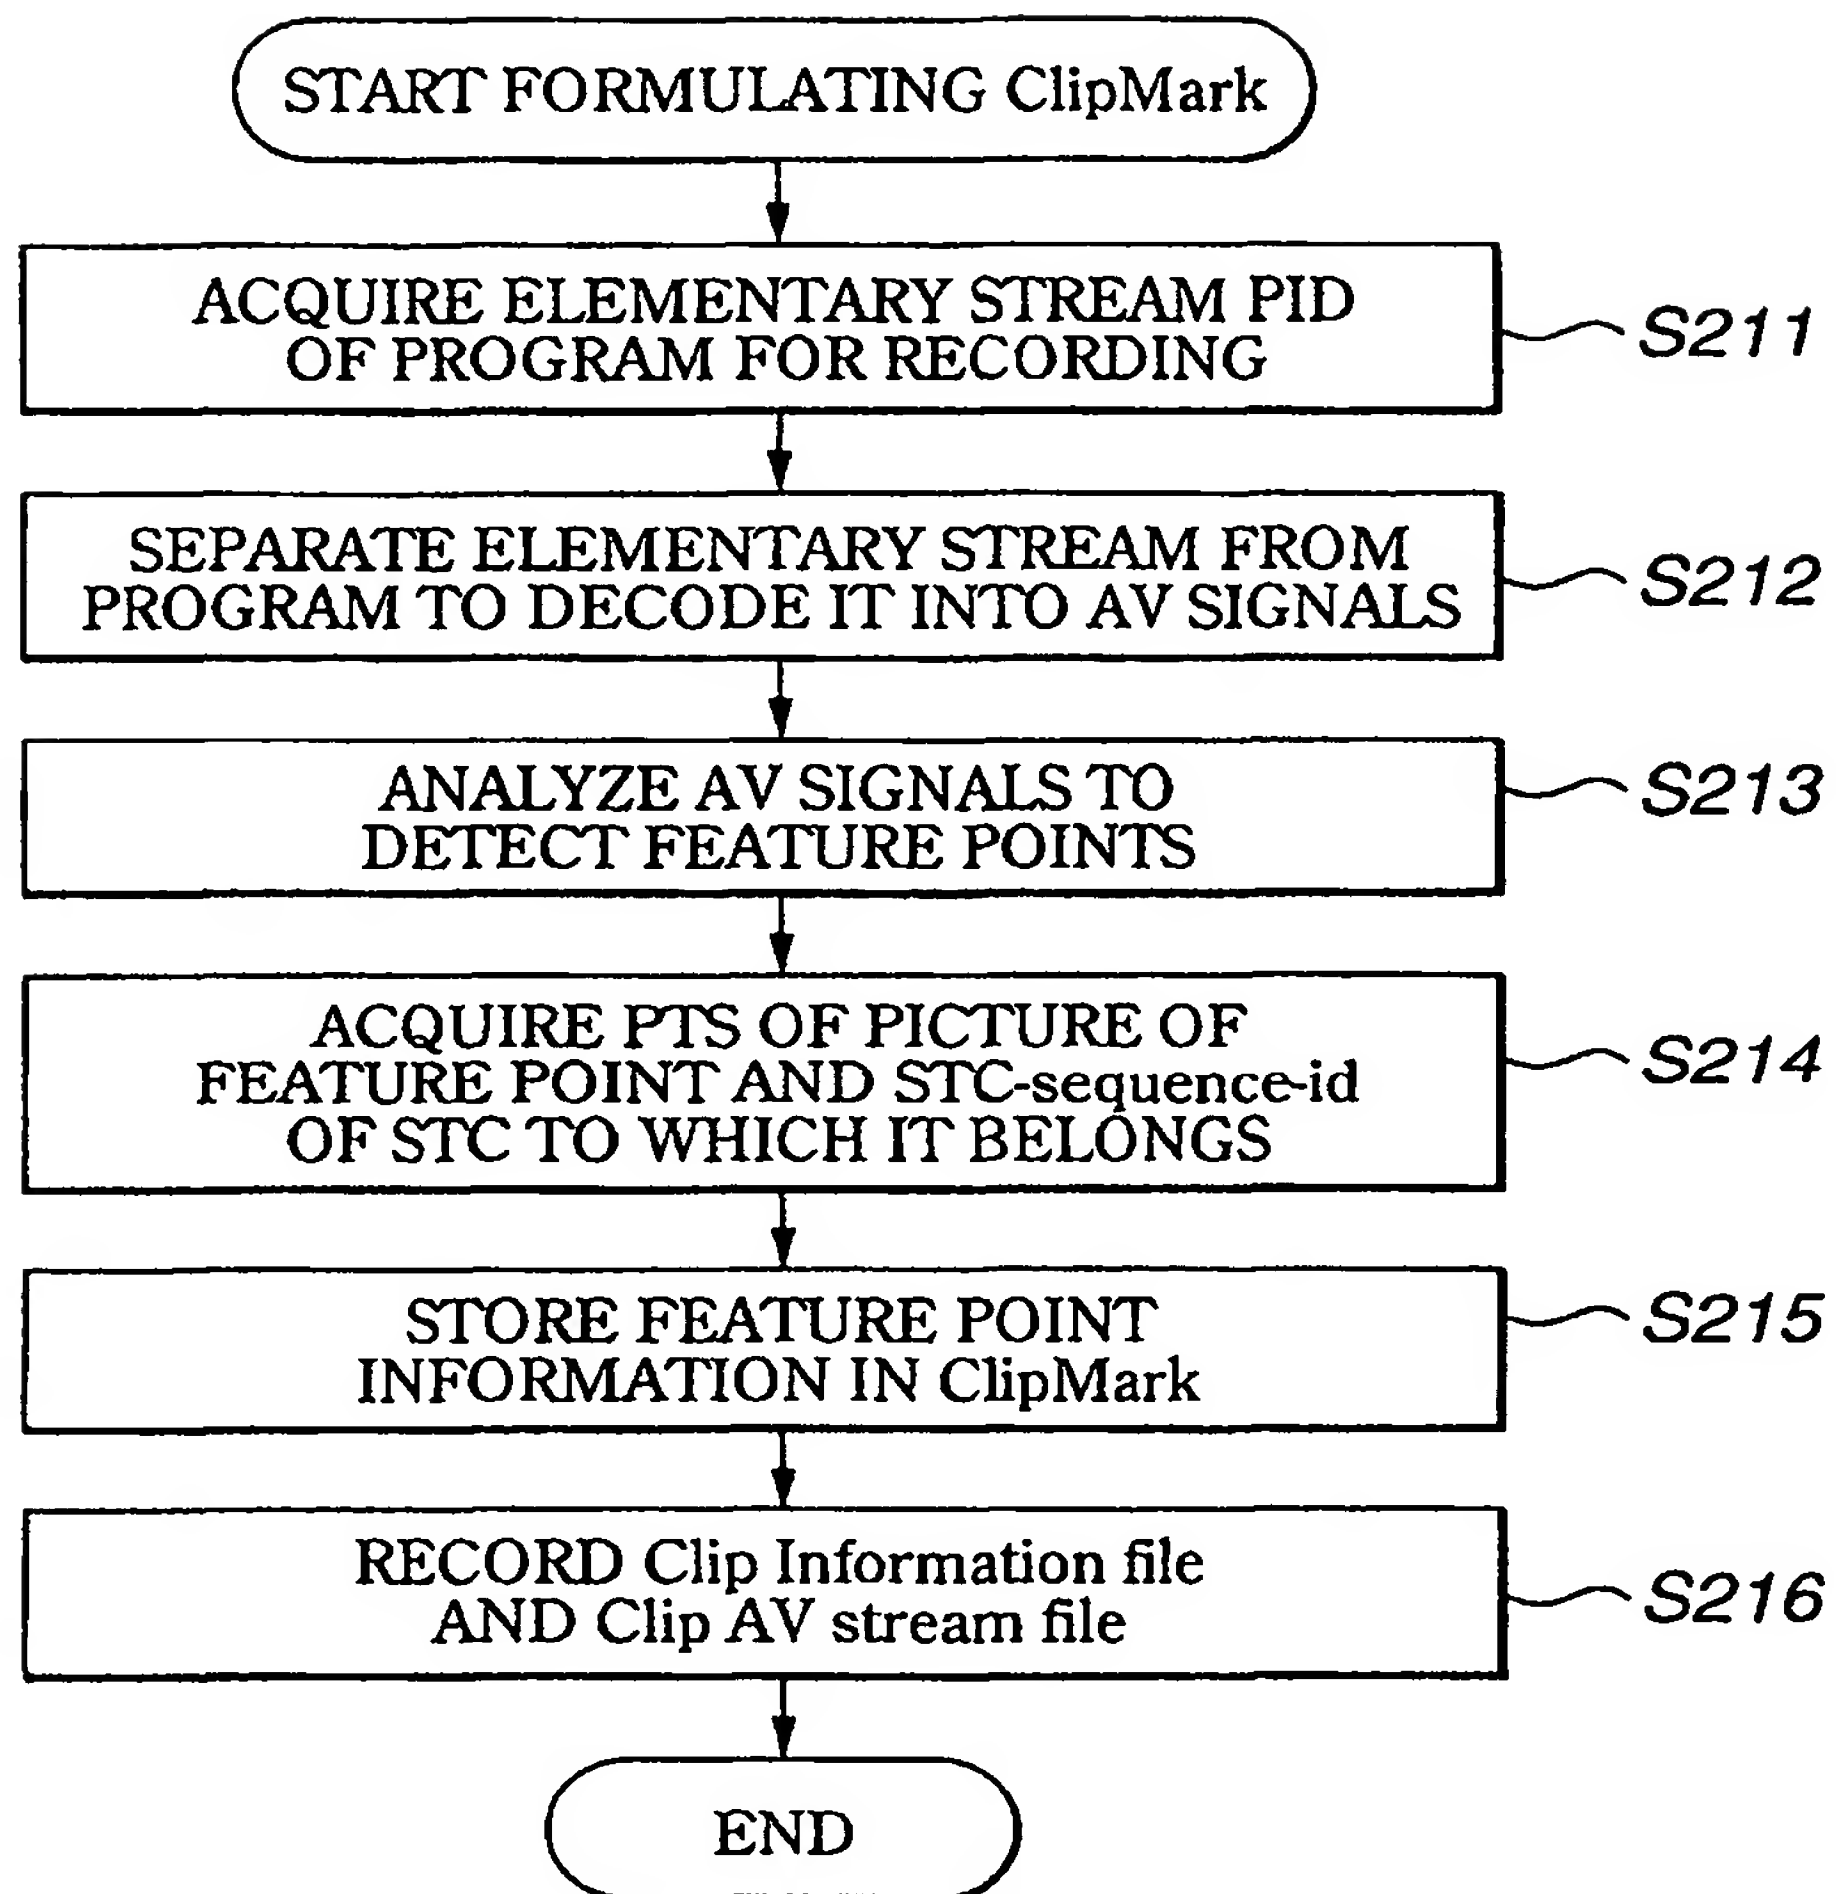 START FORMULATING ClipMark
ACQUIRE ELEMENTARY STREAM PID
OF PROGRAM FOR RECORDING
S211
SEPARATE ELEMENTARY STREAM FROM
PROGRAM TO DECODE IT INTO AV SIGNALS
S212
ANALYZE AV SIGNALS TO
DETECT FEATURE POINTS
S213
ACQUIRE PTS OF PICTURE OF
FEATURE POINT AND STC-sequence-id
OF STC TO WHICH IT BELONGS
S214
STORE FEATURE POINT
INFORMATION IN ClipMark
S215
RECORD Clip Information file
AND Clip AV stream file
S216
END